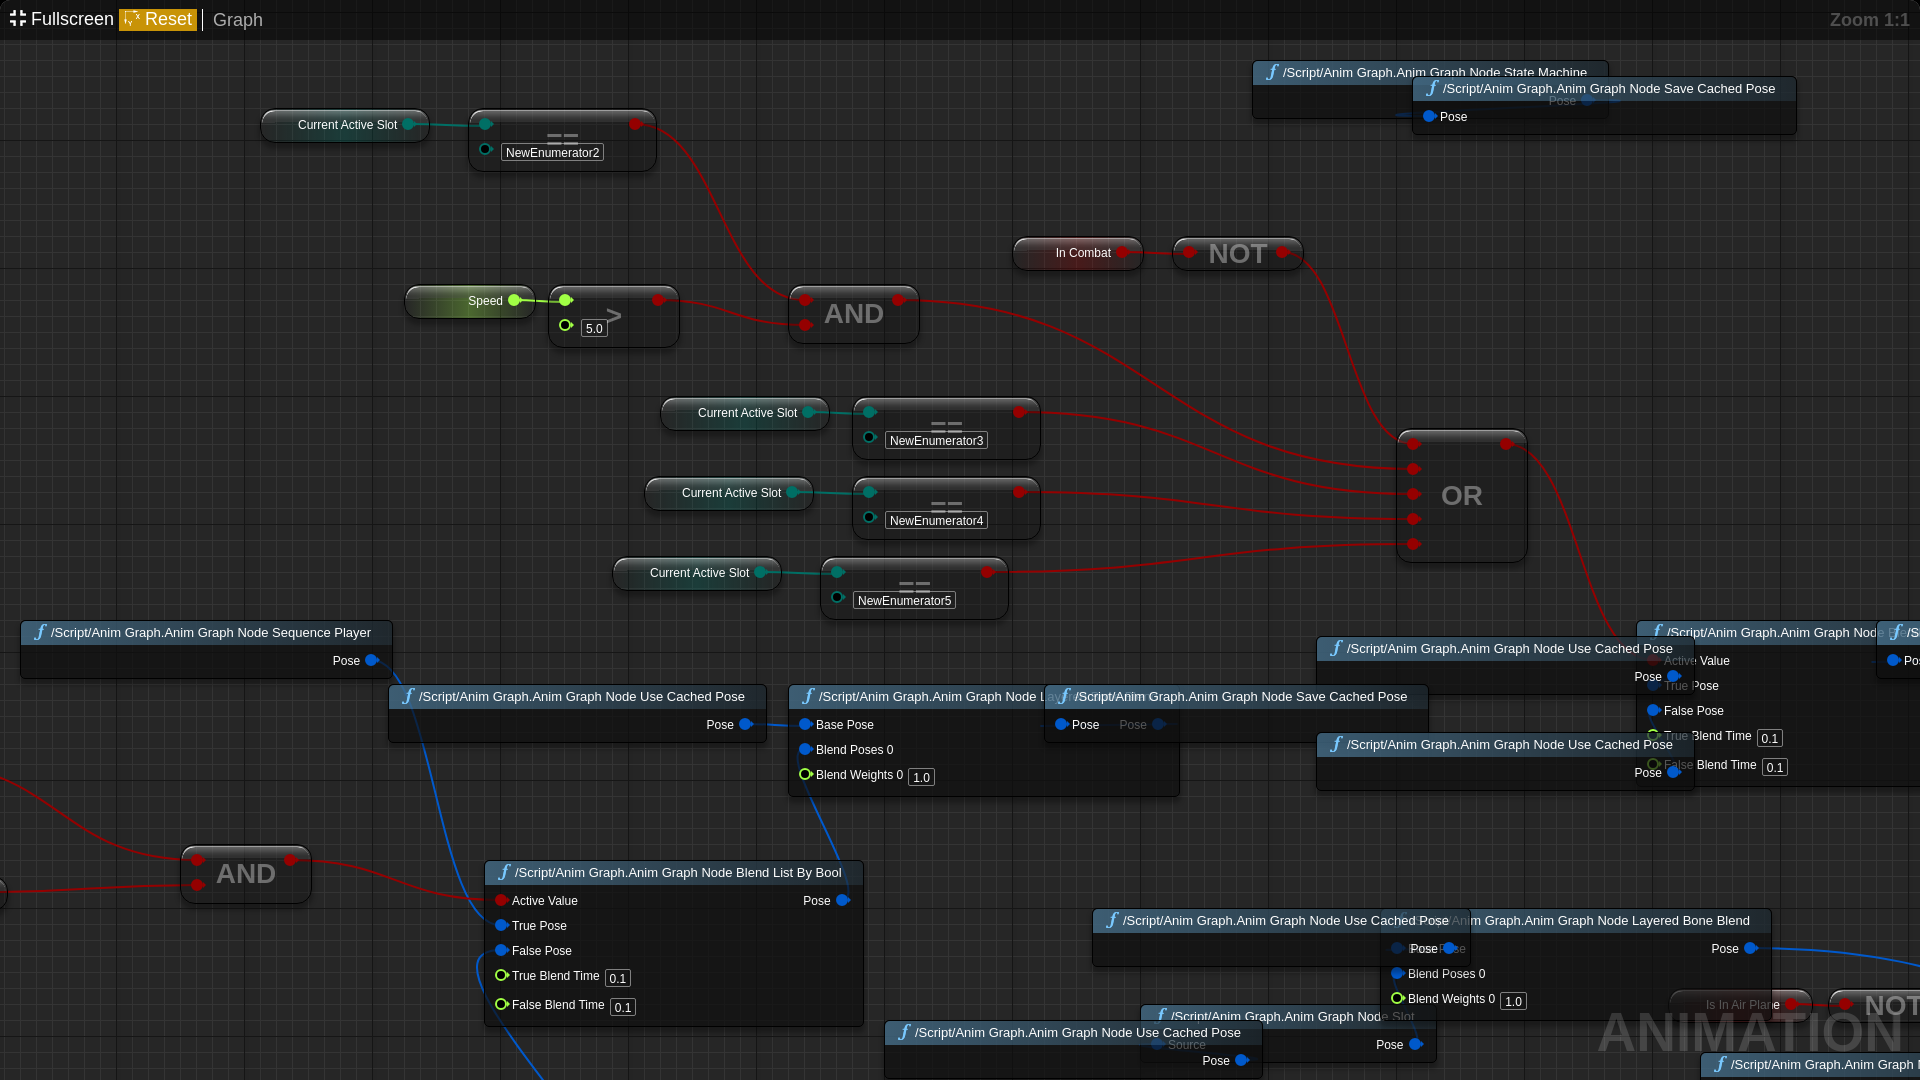 Fullscreen Reset Graph Zoom 1:1
/Script/Anim Graph.Anim Graph Node State Machine
/Script/Anim Graph.Anim Graph Node Save Cached Pose
Pose
Pose
Current Active Slot
==
NewEnumerator2
In Combat
NOT
Speed
>
5.0
AND
Current Active Slot
==
NewEnumerator3
Current Active Slot
==
NewEnumerator4
OR
Current Active Slot
==
NewEnumerator5
/Script/Anim Graph.Anim Graph Node Sequence Player
Pose
/Script/Anim Graph.Anim Graph Node Use Cached Pose
Pose
/Script/Anim Graph.Anim Graph Node
Base Pose
Blend Poses 0
Blend Weights 0 1.0
/Script/Anim Graph.Anim Graph Node Save Cached Pose
Pose Pose
/Script/Anim Graph.Anim Graph Node Use Cached Pose
Pose
/Script/Anim Graph.Anim Graph Node
Active Value
True Pose
False Pose
True Blend Time 0.1
False Blend Time 0.1
/Script/Anim Graph.Anim Graph Node Use Cached Pose
Pose
AND
/Script/Anim Graph.Anim Graph Node Blend List By Bool
Active Value Pose
True Pose
False Pose
True Blend Time 0.1
False Blend Time 0.1
/Script/Anim Graph.Anim Graph Node Use Cached Pose
Pose
Anim Graph.Anim Graph Node Layered Bone Blend
Pose
Blend Poses 0
Blend Weights 0 1.0
Is In Air Plane
NOT
/Script/Anim Graph.Anim Graph Node Slot
Source Pose
/Script/Anim Graph.Anim Graph Node Use Cached Pose
Pose
ANIMATION
/Script/Anim Graph.Anim Graph